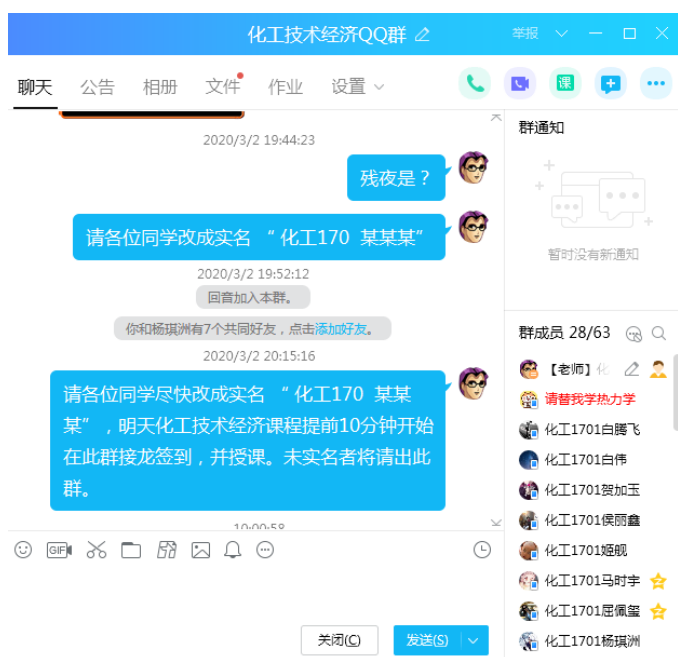 化工技术经济QQ群
举报
聊天 公告 相册 文件 作业 设置
课
2020/3/2 19:44:23
残夜是？
请各位同学改成实名 “ 化工170 某某某”
2020/3/2 19:52:12
回音加入本群。
你和杨琪洲有7个共同好友，点击添加好友。
2020/3/2 20:15:16
请各位同学尽快改成实名 “ 化工170 某某
某” ，明天化工技术经济课程提前10分钟开始
在此群接龙签到，并授课。未实名者将请出此
群。
10:00:58
GIF
关闭(C)
发送(S)
群通知
暂时没有新通知
群成员 28/63
【老师】化
请替我学热力学
化工1701白腾飞
化工1701白伟
化工1701贺加玉
化工1701侯丽鑫
化工1701姬舰
化工1701马时宇
化工1701屈佩玺
化工1701杨琪洲